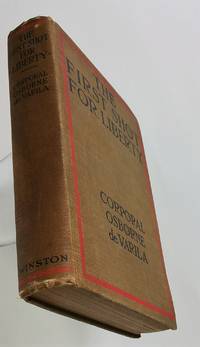 THE
FIRST SHOT
FOR
LIBERTY
CORPORAL
OSBORNE
de VARILA
WINSTON
THE
FIRST SHOT
FOR LIBERTY
CORPORAL
OSBORNE
de VARILA